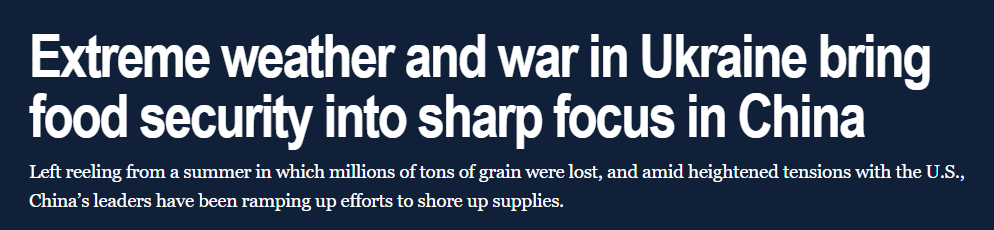 Extreme weather and war in Ukraine bring
food security into sharp focus in China
Left reeling from a summer in which millions of tons of grain were lost, and amid heightened tensions with the U.S.,
China’s leaders have been ramping up efforts to shore up supplies.